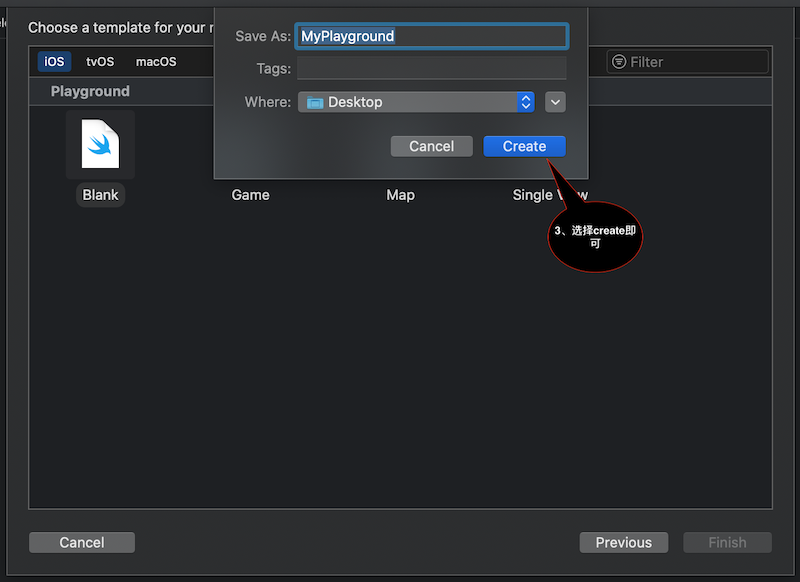 Choose a template for your
Save As: MyPlayground
Tags:
Where: Desktop
iOS tvOS macOS
Filter
Playground
Cancel Create
Blank Game Map Single
3、选择create即
可
Cancel Previous Finish